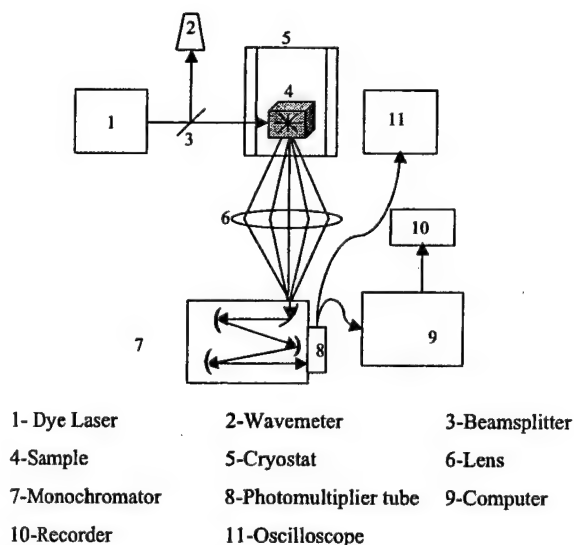 2
5
4
1
3
11
6
10
7
8
9
1- Dye Laser 2-Wavemeter 3-Beamsplitter
4-Sample 5-Cryostat 6-Lens
7-Monochromator 8-Photomultiplier tube 9-Computer
10-Recorder 11-Oscilloscope